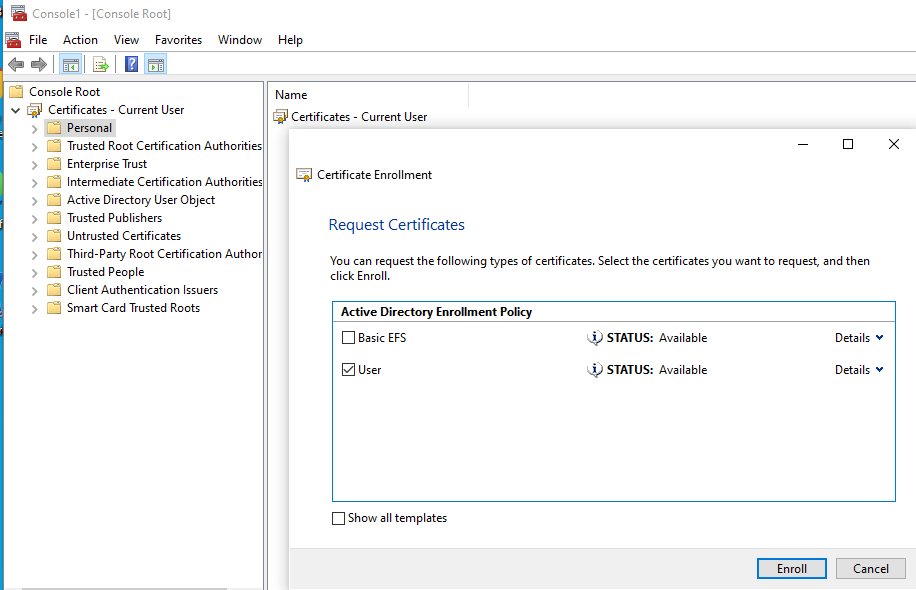 Console1 - [Console Root]
File Action View Favorites Window Help
Console Root
Certificates - Current User
Personal
Trusted Root Certification Authorities
Enterprise Trust
Intermediate Certification Authorities
Active Directory User Object
Trusted Publishers
Untrusted Certificates
Third-Party Root Certification Author
Trusted People
Client Authentication Issuers
Smart Card Trusted Roots
Name
Certificates - Current User
Certificate Enrollment
Request Certificates
You can request the following types of certificates. Select the certificates you want to request, and then
click Enroll.
Active Directory Enrollment Policy
Basic EFS STATUS: Available Details
User STATUS: Available Details
Show all templates
Enroll Cancel